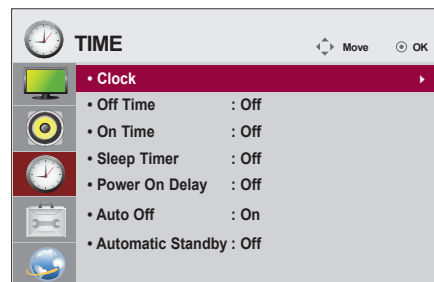 TIME Move OK
• Clock
• Off Time : Off
• On Time : Off
• Sleep Timer : Off
• Power On Delay : Off
• Auto Off : On
• Automatic Standby : Off